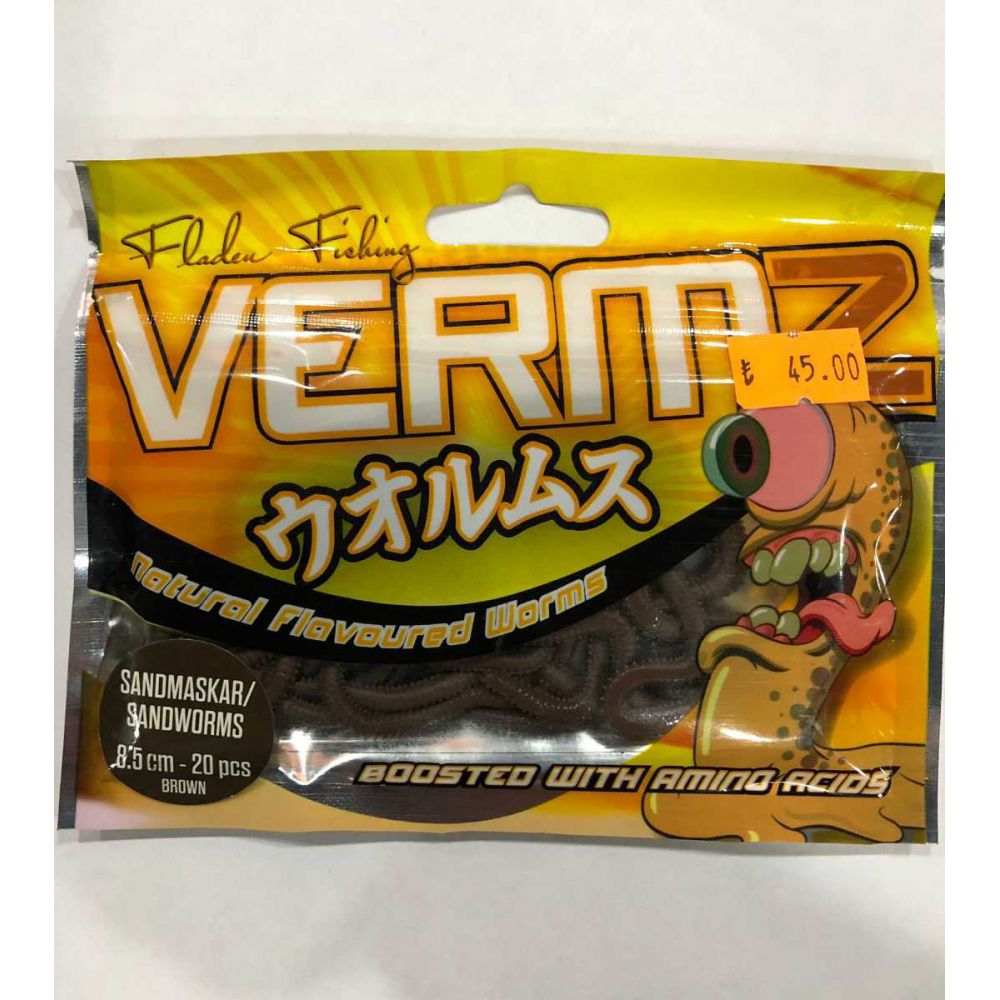 Fladen Fishing
VERMZ
₺ 45.00
ウオルムス
Natural Flavoured Worms
SANDMASKAR/
SANDWORMS
8.5 cm - 20 pcs
BROWN
BOOSTED WITH AMINO ACIDS